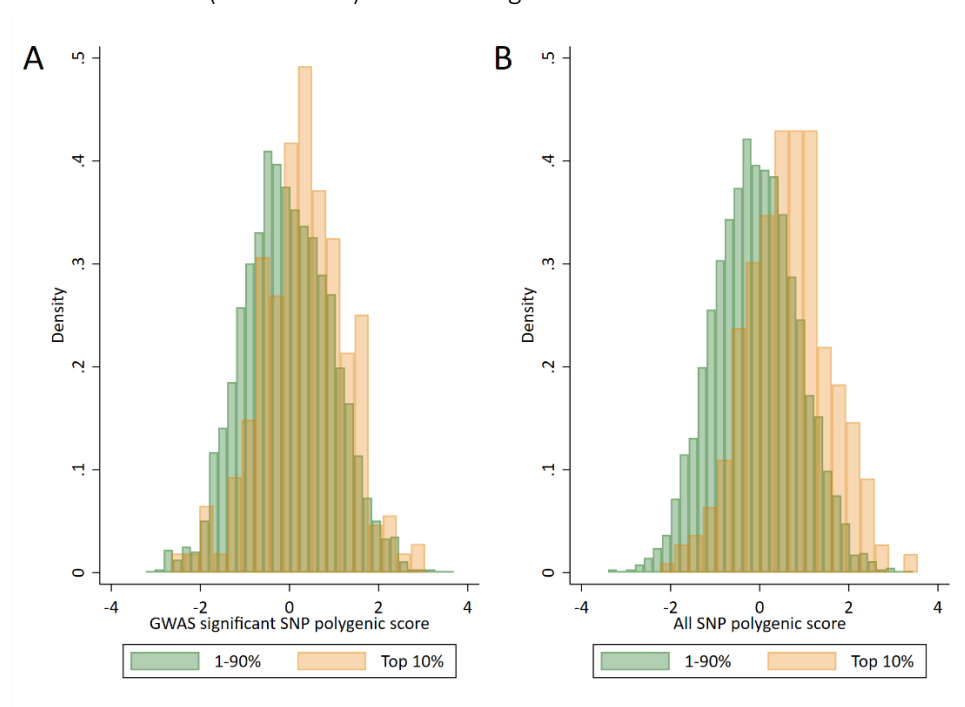 A
B
.5
.4
.3
.2
.1
0
Density
-4 -2 0 2 4
GWAS significant SNP polygenic score
1-90% Top 10%
.5
.4
.3
.2
.1
0
Density
-4 -2 0 2 4
All SNP polygenic score
1-90% Top 10%